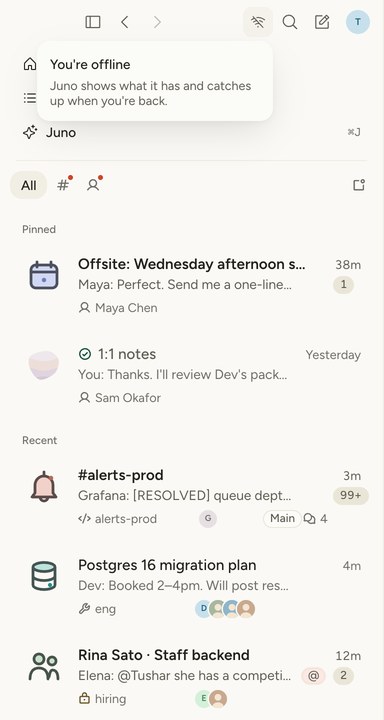 T
You're offline
Juno shows what it has and catches
up when you're back.
Juno ⌘J
All
Pinned
Offsite: Wednesday afternoon s... 38m
Maya: Perfect. Send me a one-line... 1
Maya Chen
1:1 notes Yesterday
You: Thanks. I'll review Dev's pack...
Sam Okafor
Recent
#alerts-prod 3m
Grafana: [RESOLVED] queue dept... 99+
alerts-prod G Main 4
Postgres 16 migration plan 4m
Dev: Booked 2–4pm. Will post res...
eng D
Rina Sato · Staff backend 12m
Elena: @Tushar she has a competi... @ 2
hiring E